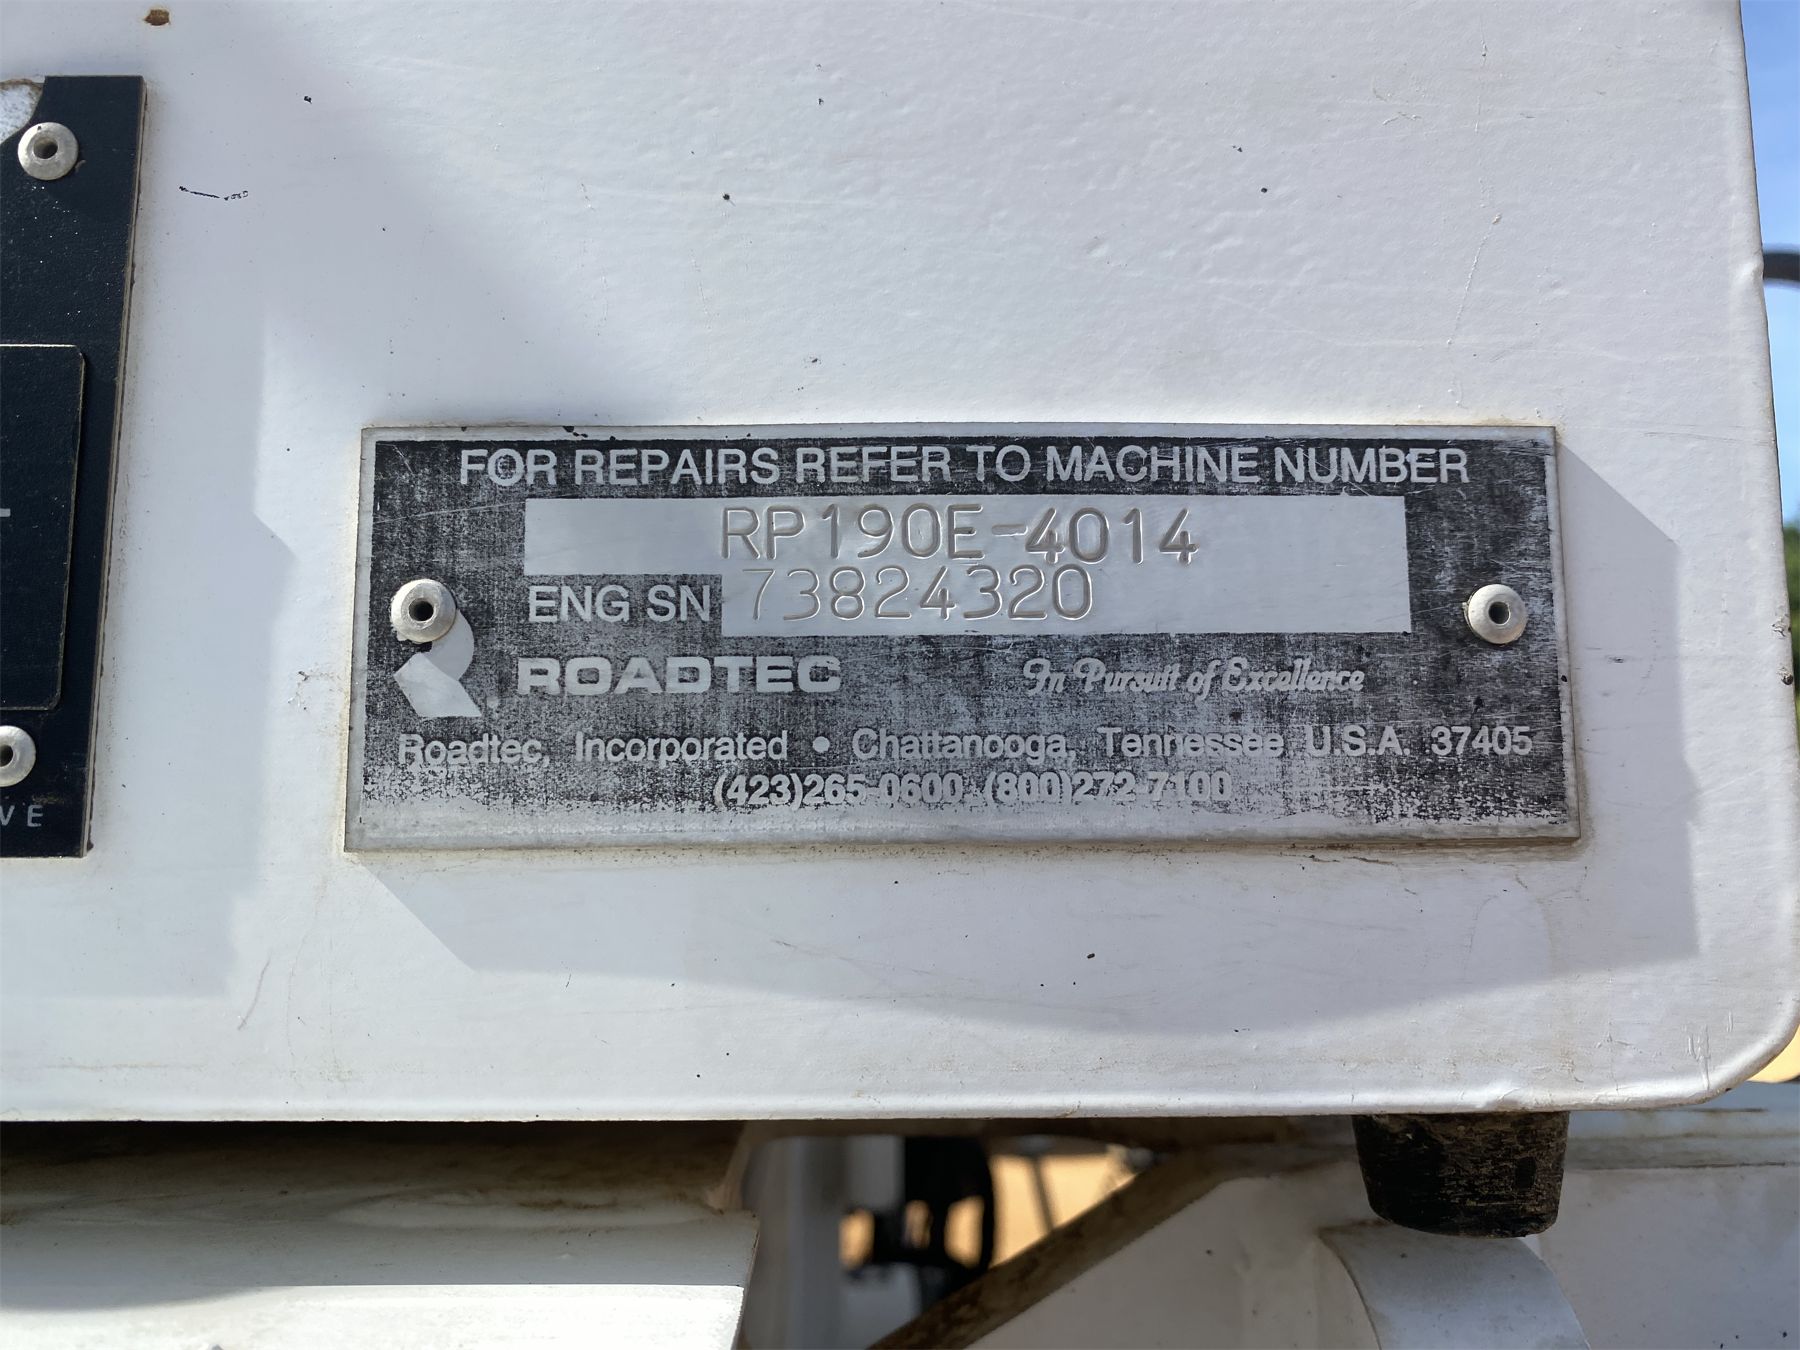 FOR REPAIRS REFER TO MACHINE NUMBER
RP190E-4014
ENG SN 73824320
ROADTEC In Pursuit of Excellence
Roadtec, Incorporated • Chattanooga, Tennessee U.S.A. 37405
(423)265-0600 (800)272-7100
VE